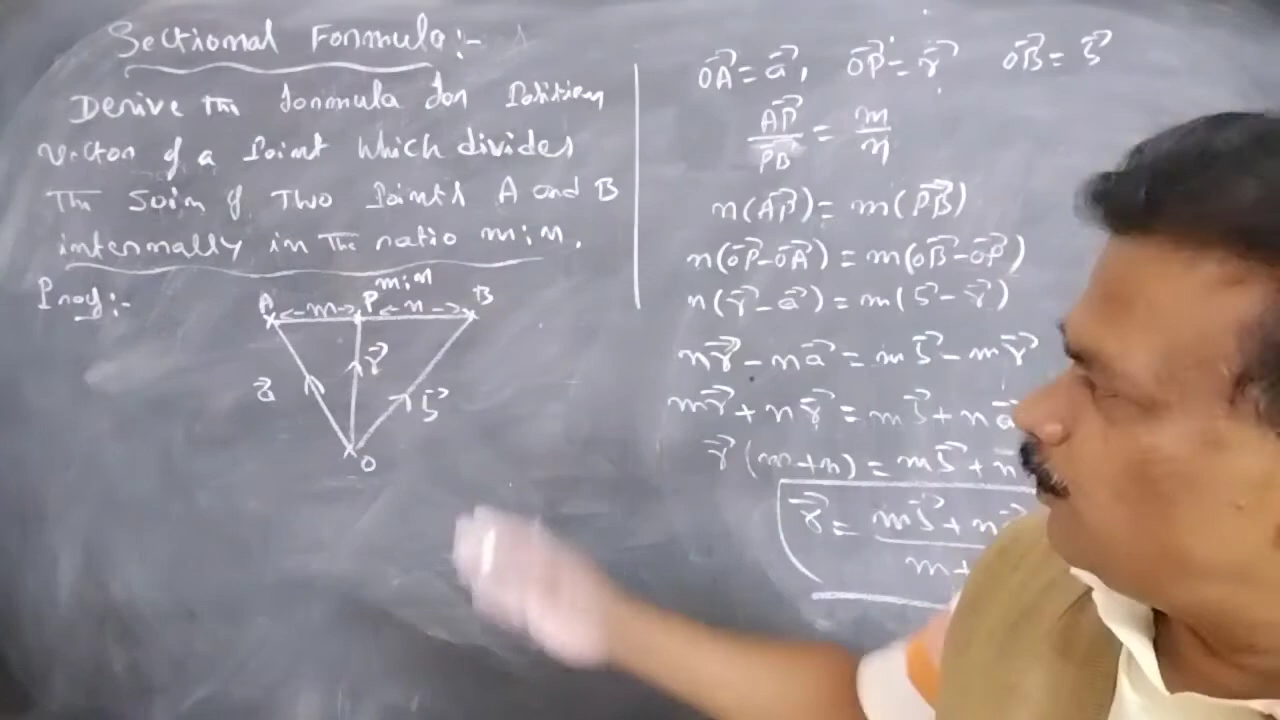 Sectional Formula:-
Derive the formula for Position
vector of a Point which divides
The Join of Two Points A and B
internally in The ratio m:n.
Proof:-
m:n
A <-m-> P <-n-> B
r⃗
a⃗
b⃗
O
OA⃗ = a⃗, OP⃗ = r⃗ OB⃗ = b⃗
AP⃗/PB⃗ = m/n
n(AP⃗) = m(PB⃗)
n(OP⃗-OA⃗) = m(OB⃗-OP⃗)
n(r⃗-a⃗) = m(b⃗-r⃗)
nr⃗ - na⃗ = mb⃗ - mr⃗
mr⃗ + nr⃗ = mb⃗ + na⃗
r⃗(m+n) = mb⃗ + n
r⃗ = mb⃗ + n
m+